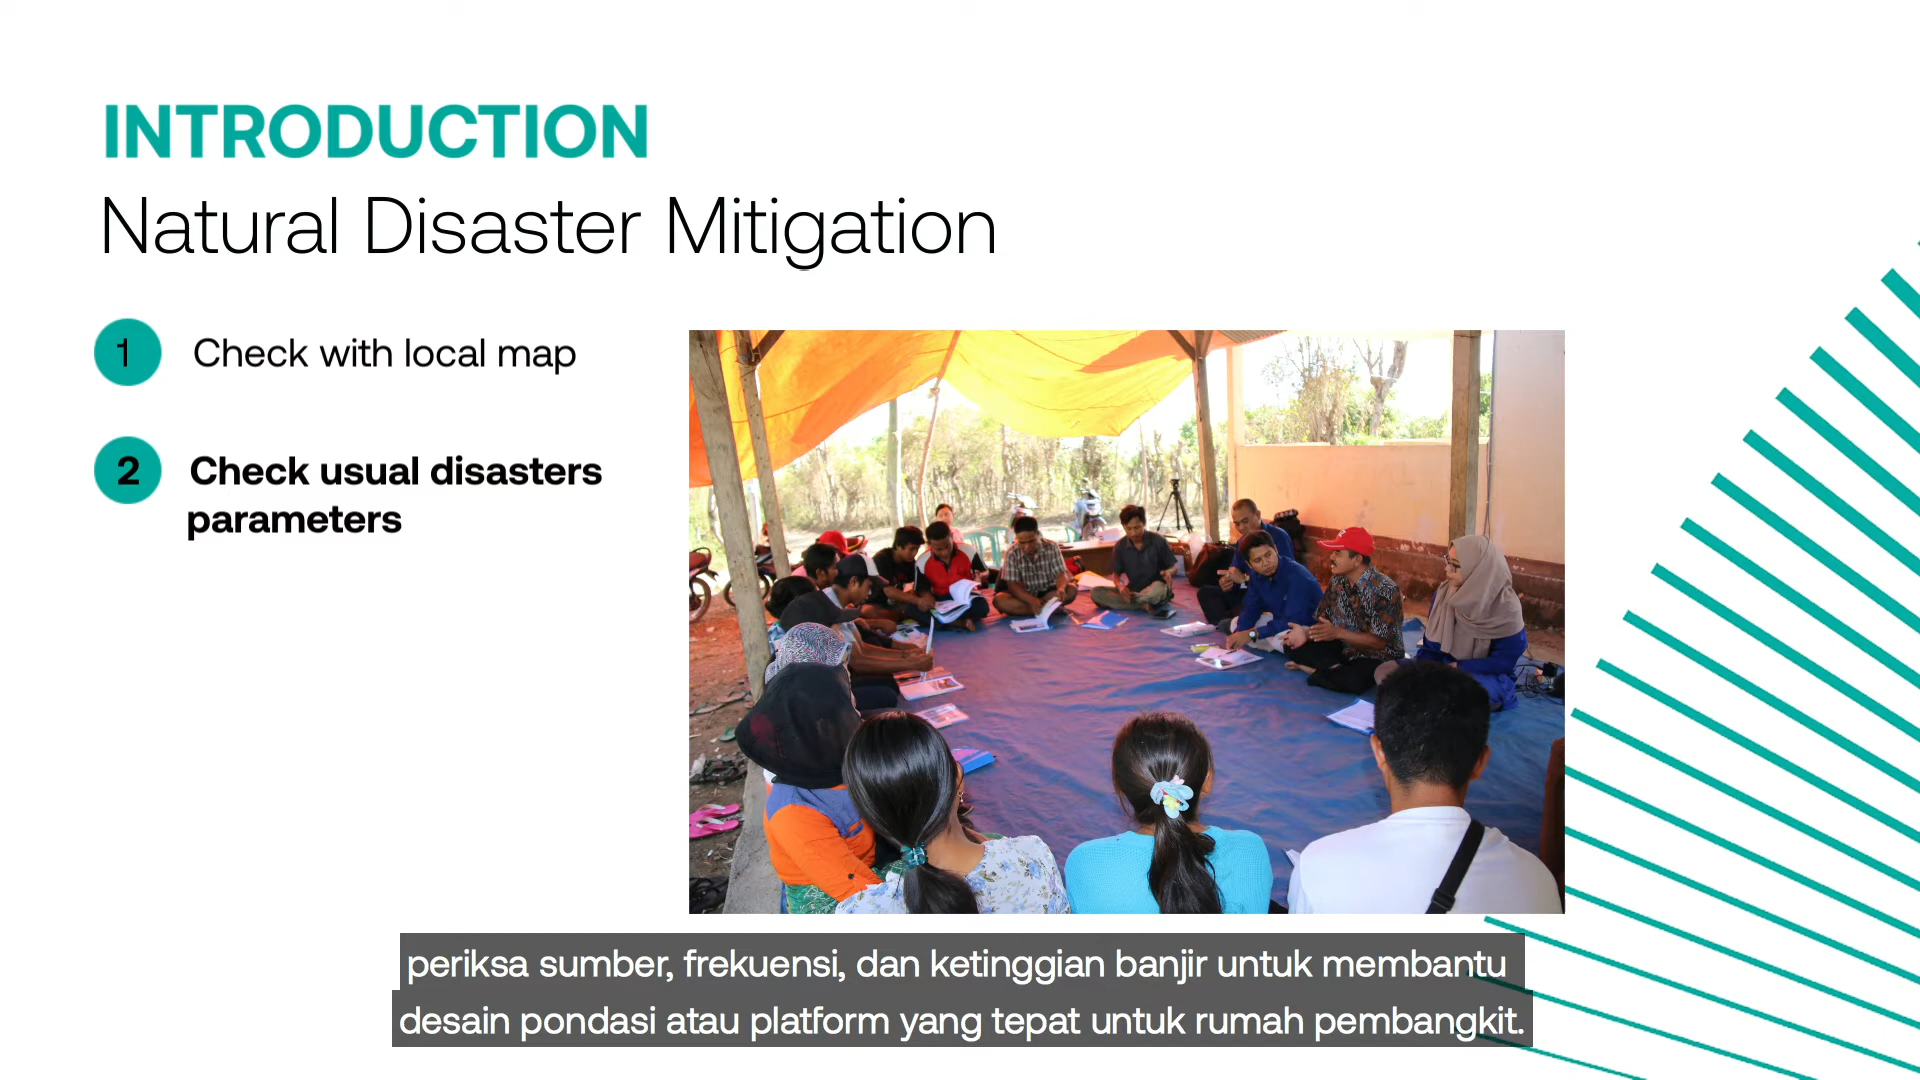 INTRODUCTION
Natural Disaster Mitigation
1 Check with local map
2 Check usual disasters
parameters
periksa sumber, frekuensi, dan ketinggian banjir untuk membantu
desain pondasi atau platform yang tepat untuk rumah pembangkit.